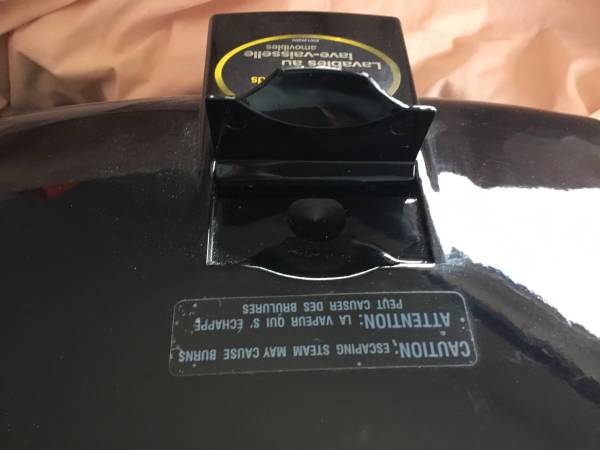 Lavables au
lave-vaisselle
amovibles
CAUTION: ESCAPING STEAM MAY CAUSE BURNS
ATTENTION: LA VAPEUR QUI S' ÉCHAPPE
PEUT CAUSER DES BRÛLURES